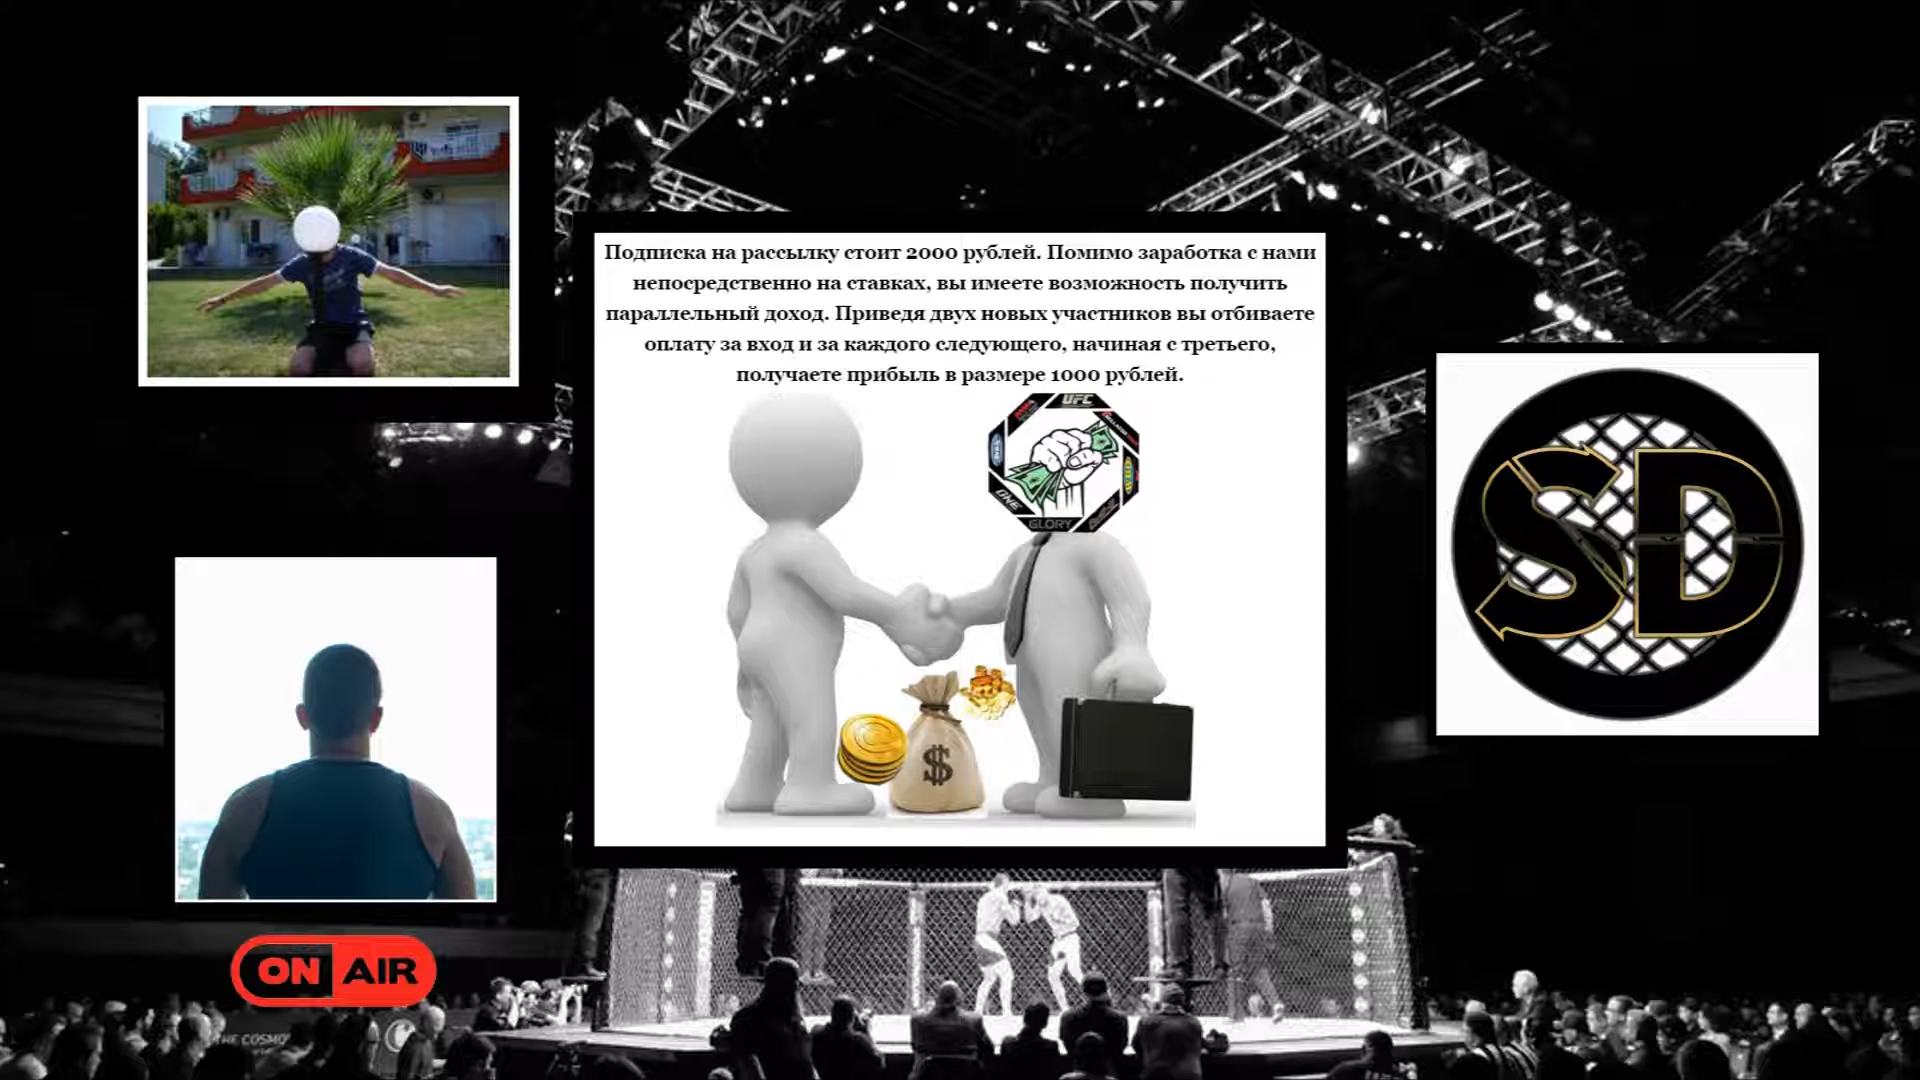 Подписка на рассылку стоит 2000 рублей. Помимо заработка с нами
непосредственно на ставках, вы имеете возможность получить
параллельный доход. Приведя двух новых участников вы отбиваете
оплату за вход и за каждого следующего, начиная с третьего,
получаете прибыль в размере 1000 рублей.
UFC
ONE
GLORY
$
SD
ON AIR
THE COSMO